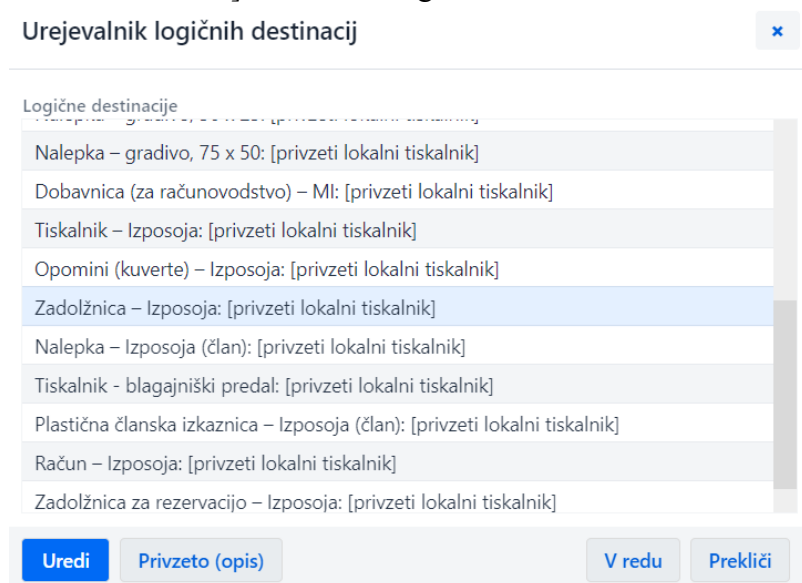 Urejevalnik logičnih destinacij
×
Logične destinacije
Nalepka – gradivo, 75 x 50: [privzeti lokalni tiskalnik]
Dobavnica (za računovodstvo) – MI: [privzeti lokalni tiskalnik]
Tiskalnik – Izposoja: [privzeti lokalni tiskalnik]
Opomini (kuverte) – Izposoja: [privzeti lokalni tiskalnik]
Zadolžnica – Izposoja: [privzeti lokalni tiskalnik]
Nalepka – Izposoja (član): [privzeti lokalni tiskalnik]
Tiskalnik - blagajniški predal: [privzeti lokalni tiskalnik]
Plastična članska izkaznica – Izposoja (član): [privzeti lokalni tiskalnik]
Račun – Izposoja: [privzeti lokalni tiskalnik]
Zadolžnica za rezervacijo – Izposoja: [privzeti lokalni tiskalnik]
Uredi Privzeto (opis) V redu Prekliči